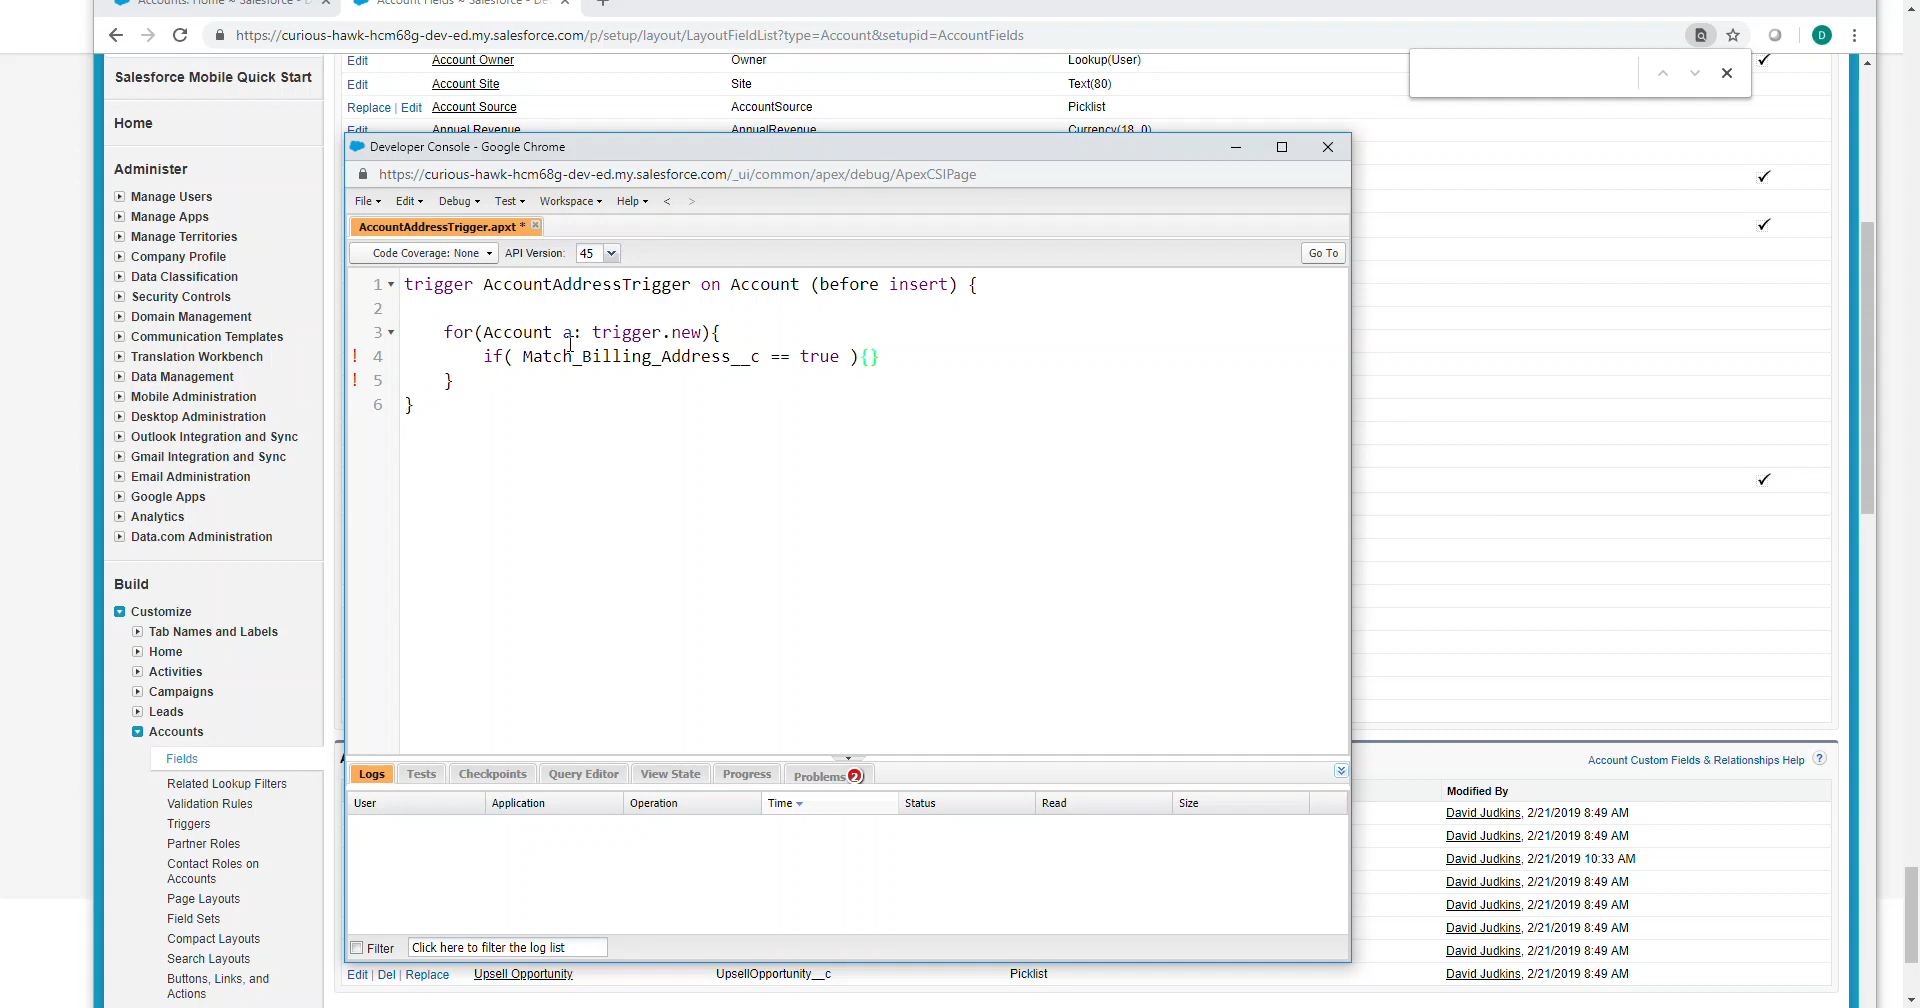 Accounts: Home ~ Salesforce - D
Account Fields ~ Salesforce - De
https://curious-hawk-hcm68g-dev-ed.my.salesforce.com/p/setup/layout/LayoutFieldList?type=Account&setupid=AccountFields
D
Salesforce Mobile Quick Start
Home
Administer
Manage Users
Manage Apps
Manage Territories
Company Profile
Data Classification
Security Controls
Domain Management
Communication Templates
Translation Workbench
Data Management
Mobile Administration
Desktop Administration
Outlook Integration and Sync
Gmail Integration and Sync
Email Administration
Google Apps
Analytics
Data.com Administration
Build
Customize
Tab Names and Labels
Home
Activities
Campaigns
Leads
Accounts
Fields
Related Lookup Filters
Validation Rules
Triggers
Partner Roles
Contact Roles on
Accounts
Page Layouts
Field Sets
Compact Layouts
Search Layouts
Buttons, Links, and
Actions
Edit Account Owner Owner Lookup(User)
Edit Account Site Site Text(80)
Replace | Edit Account Source AccountSource Picklist
Edit Annual Revenue AnnualRevenue Currency(18, 0)
Developer Console - Google Chrome
https://curious-hawk-hcm68g-dev-ed.my.salesforce.com/_ui/common/apex/debug/ApexCSIPage
File Edit Debug Test Workspace Help < >
AccountAddressTrigger.apxt *
Code Coverage: None API Version: 45 Go To
1 trigger AccountAddressTrigger on Account (before insert) {
2
3 for(Account a: trigger.new){
! 4 if( Match_Billing_Address__c == true ){}
! 5 }
6 }
Logs Tests Checkpoints Query Editor View State Progress Problems 2
User Application Operation Time Status Read Size
Filter Click here to filter the log list
Account Custom Fields & Relationships Help ?
Modified By
David Judkins, 2/21/2019 8:49 AM
David Judkins, 2/21/2019 8:49 AM
David Judkins, 2/21/2019 10:33 AM
David Judkins, 2/21/2019 8:49 AM
David Judkins, 2/21/2019 8:49 AM
David Judkins, 2/21/2019 8:49 AM
David Judkins, 2/21/2019 8:49 AM
Edit | Del | Replace Upsell Opportunity UpsellOpportunity__c Picklist David Judkins, 2/21/2019 8:49 AM